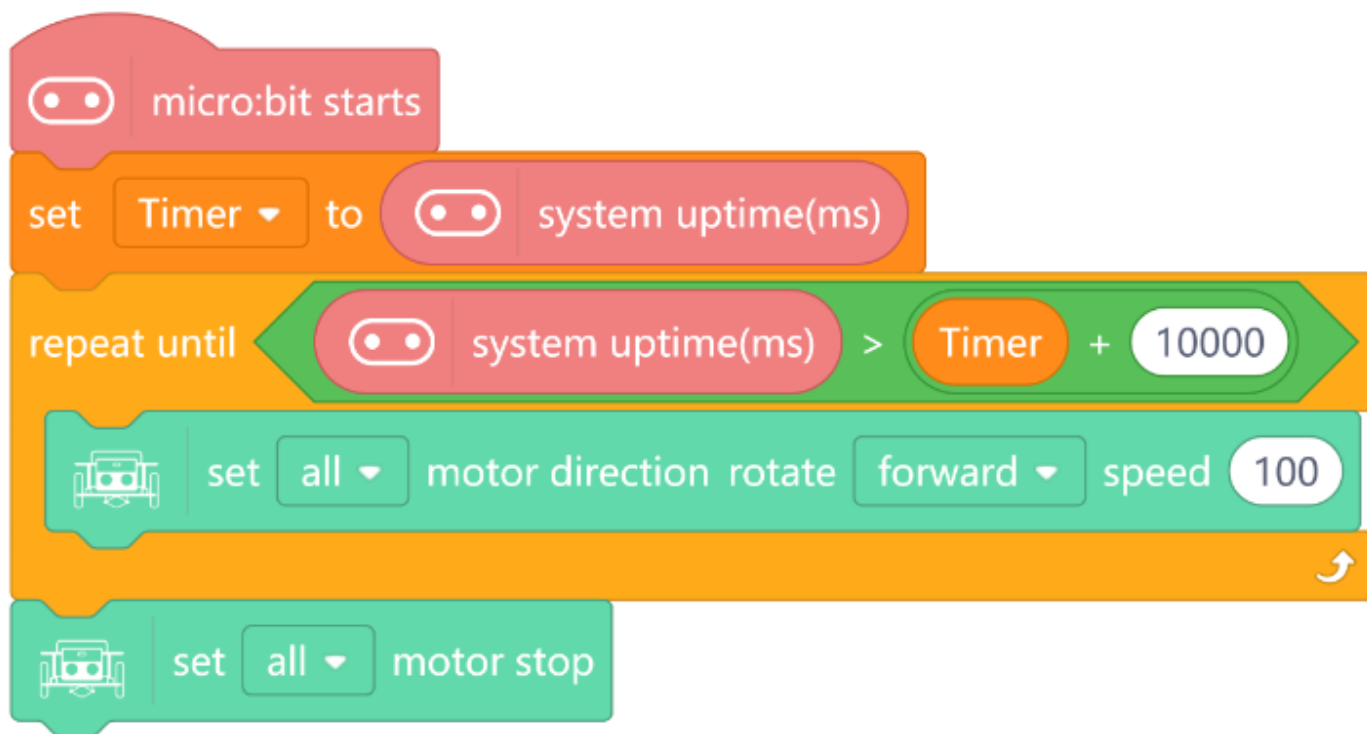 micro:bit starts
set Timer to system uptime(ms)
repeat until system uptime(ms) > Timer + 10000
set all motor direction rotate forward speed 100
set all motor stop